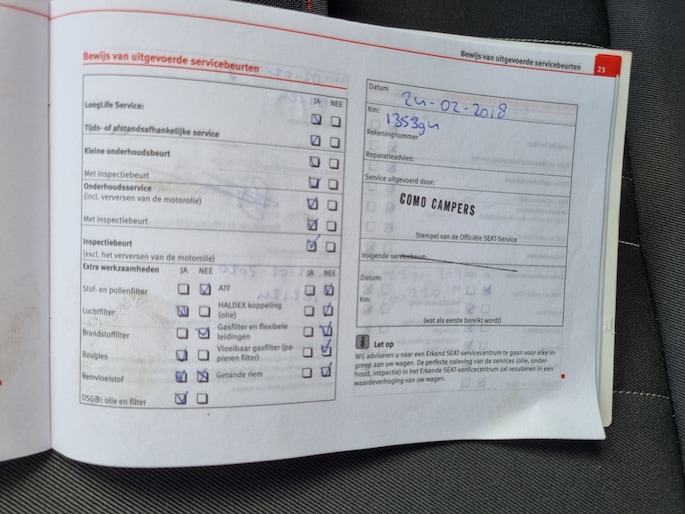 Bewijs van uitgevoerde servicebeurten
JA NEE
LongLife Service:
Tijds- of afstandsafhankelijke service
Kleine onderhoudsbeurt
Met inspectiebeurt
Onderhoudsservice
(incl. verversen van de motorolie)
Met inspectiebeurt
Inspectiebeurt
(excl. het verversen van de motorolie)
Extra werkzaamheden JA NEE JA NEE
Stof- en pollenfilter ATF
Luchtfilter HALDEX koppeling
(olie)
Brandstoffilter Gasfilter en flexibele
leidingen
Bougies Vloeibaar gasfilter (pa-
pieren filter)
Remvloeistof Getande riem
DSG®: olie en filter
Bewijs van uitgevoerde servicebeurten 23
Datum
24-02-2018
Km:
135394
Rekeningnummer
Reparatieadvies:
Service uitgevoerd door:
COMO CAMPERS
Stempel van de Officiële SEAT-Service
Volgende servicebeurt:
Datum:
Km:
(wat als eerste bereikt wordt)
Let op
Wij adviseren u naar een Erkend SEAT-servicecentrum te gaan voor elke in-
greep aan uw wagen. De perfecte naleving van de services (olie, onder-
houd, inspectie) in het Erkende SEAT-servicecentrum zal resulteren in een
waardeverhoging van uw wagen.